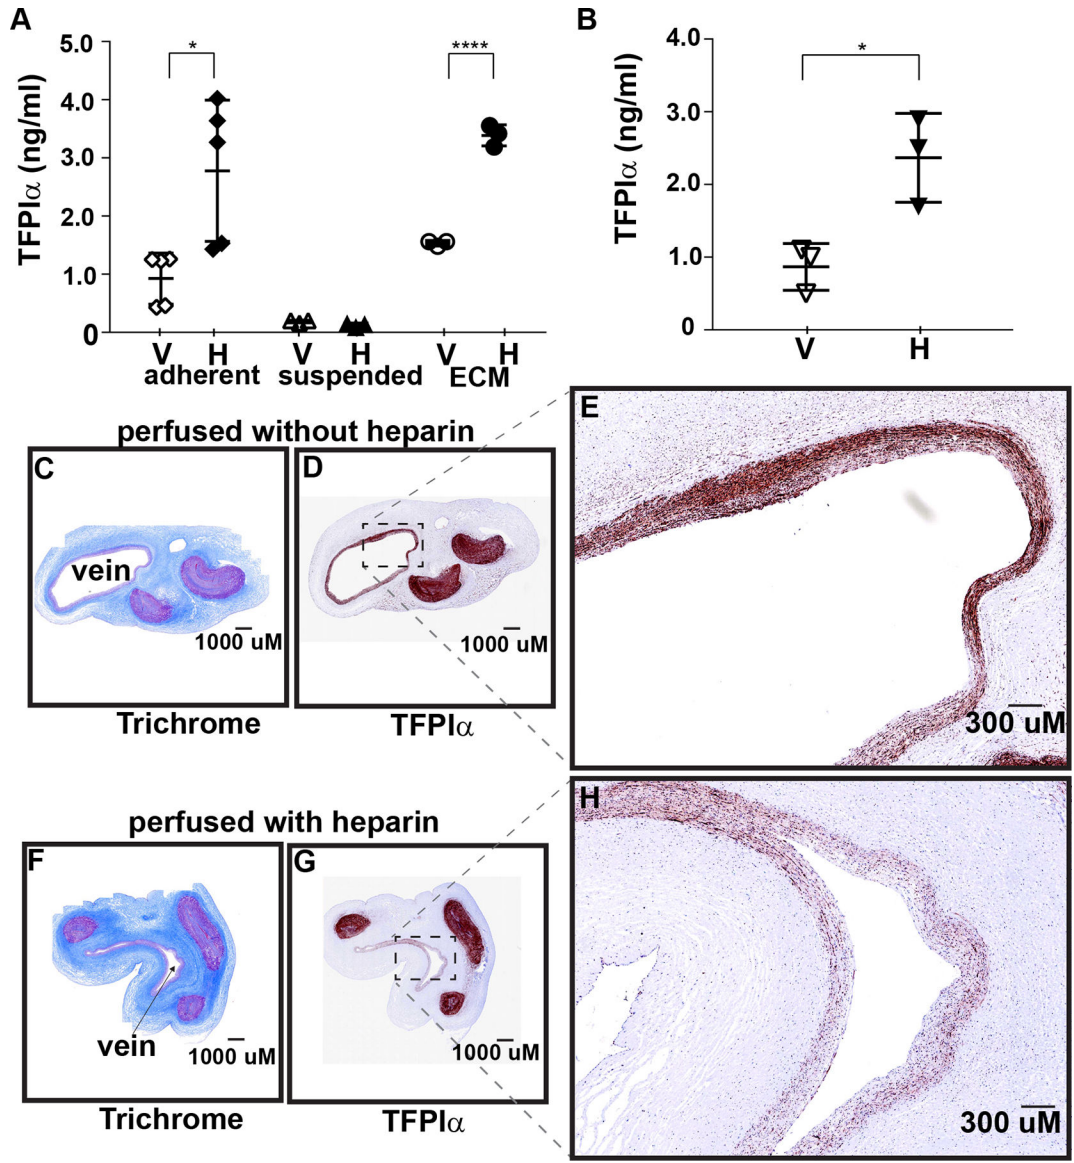 A
B
5.0
4.0
3.0
2.0
1.0
0
TFPIα (ng/ml)
*
****
V H V H V H
adherent suspended ECM
4.0
3.0
2.0
1.0
0
TFPIα (ng/ml)
*
V H
perfused without heparin
C
vein
1000 uM
Trichrome
D
1000 uM
TFPIα
E
300 uM
perfused with heparin
F
vein
1000 uM
Trichrome
G
1000 uM
TFPIα
H
300 uM